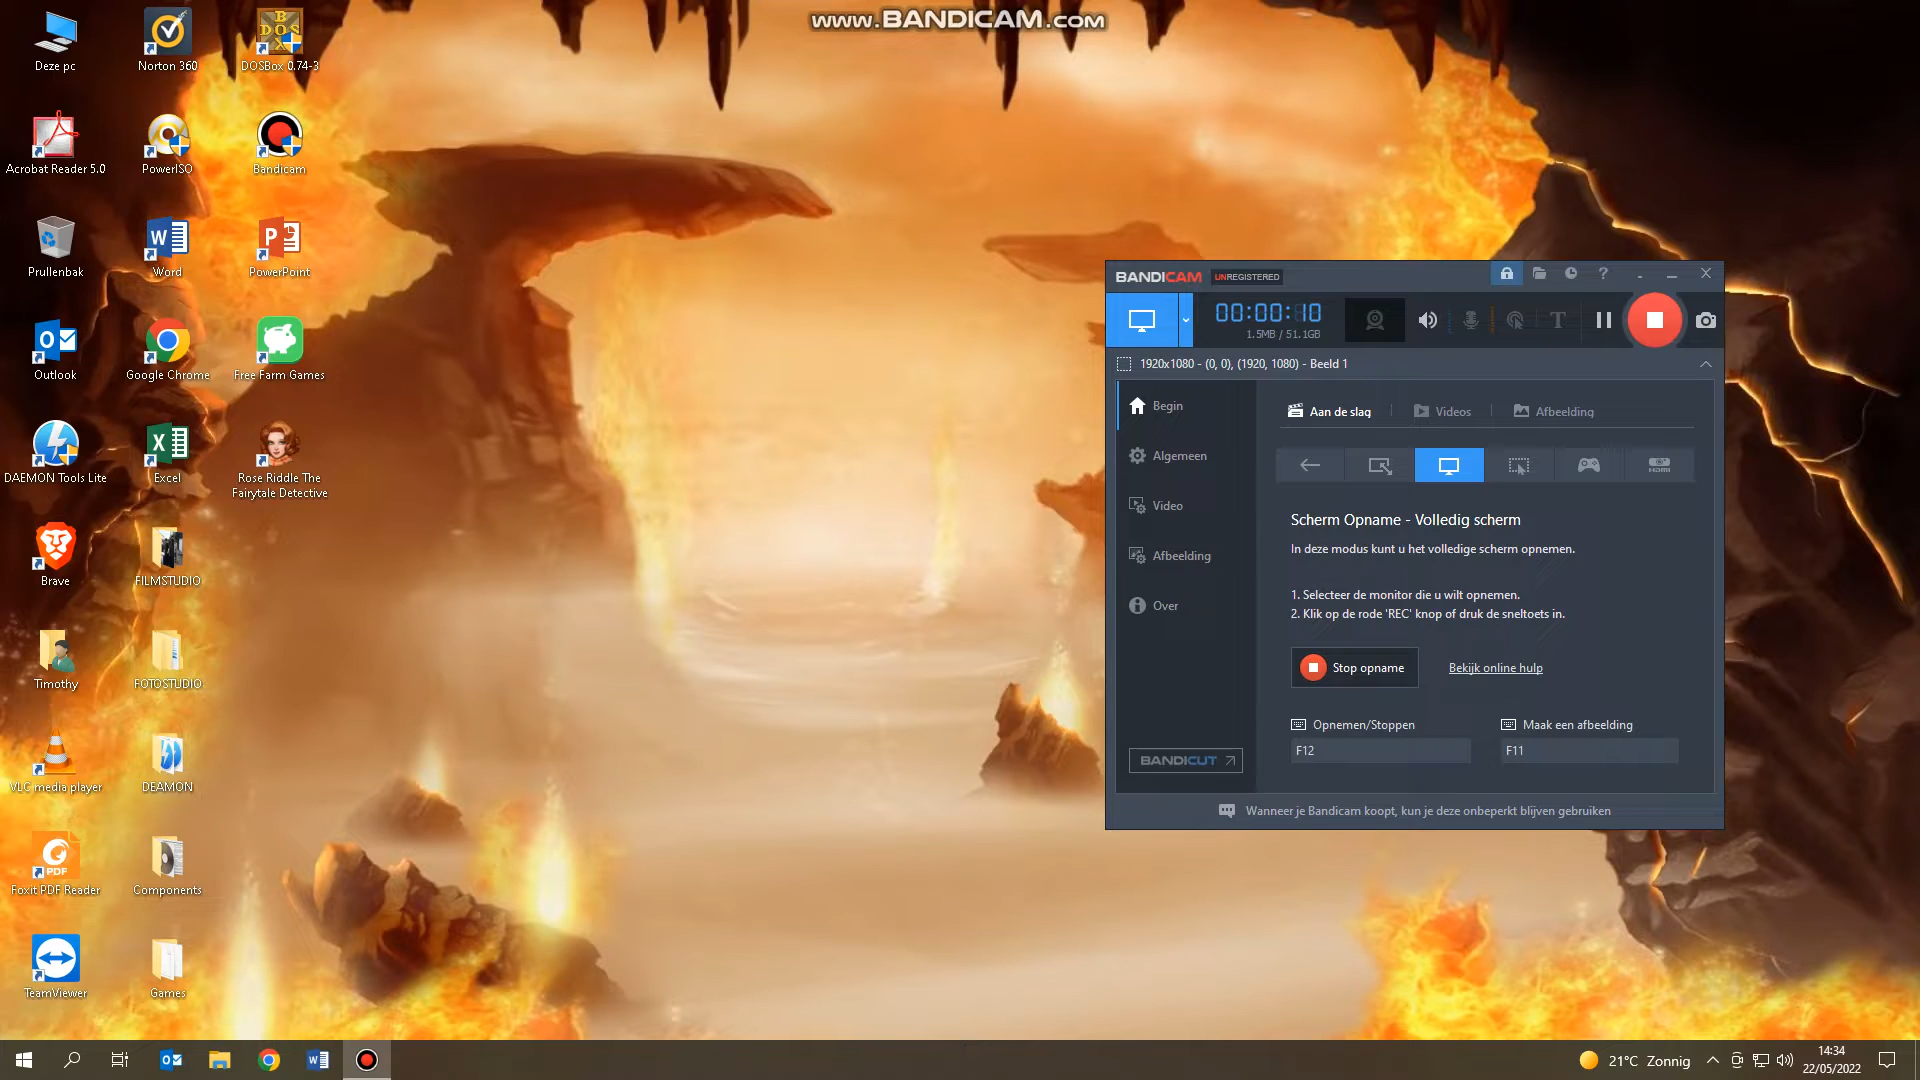 www.BANDICAM.com
Deze pc
Norton 360
DOSBox 0.74-3
Acrobat Reader 5.0
PowerISO
Bandicam
Prullenbak
Word
PowerPoint
Outlook
Google Chrome
Free Farm Games
DAEMON Tools Lite
Excel
Rose Riddle The
Fairytale Detective
Brave
FILMSTUDIO
Timothy
FOTOSTUDIO
VLC media player
DEAMON
Foxit PDF Reader
Components
TeamViewer
Games
BANDICAM UNREGISTERED
00:00:10
1.5MB / 51.1GB
1920x1080 - (0, 0), (1920, 1080) - Beeld 1
Begin
Algemeen
Video
Afbeelding
Over
BANDICUT
Aan de slag
Videos
Afbeelding
HDMI
Scherm Opname - Volledig scherm
In deze modus kunt u het volledige scherm opnemen.
1. Selecteer de monitor die u wilt opnemen.
2. Klik op de rode 'REC' knop of druk de sneltoets in.
Stop opname
Bekijk online hulp
Opnemen/Stoppen
Maak een afbeelding
F12
F11
Wanneer je Bandicam koopt, kun je deze onbeperkt blijven gebruiken
21°C Zonnig
14:34
22/05/2022